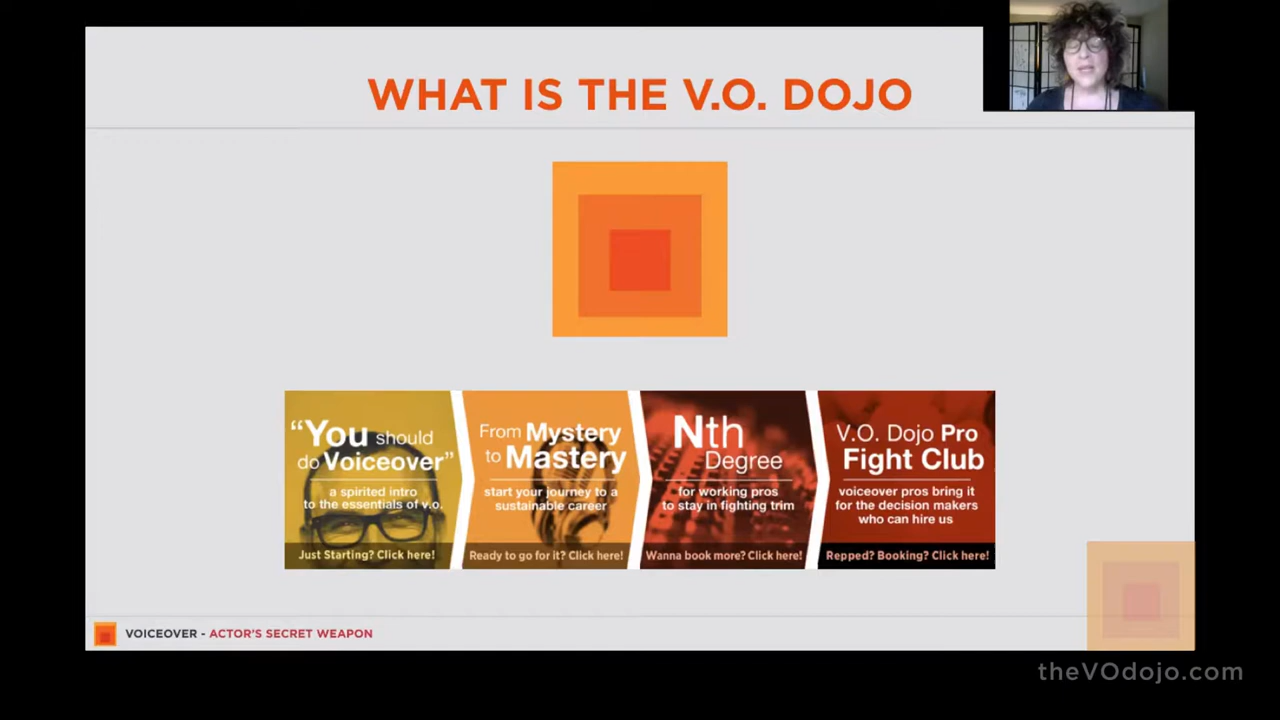 WHAT IS THE V.O. DOJO
“You should
do Voiceover”
a spirited intro
to the essentials of v.o.
Just Starting? Click here!
From Mystery
to Mastery
start your journey to a
sustainable career
Ready to go for it? Click here!
Nth
Degree
for working pros
to stay in fighting trim
Wanna book more? Click here!
V.O. Dojo Pro
Fight Club
voiceover pros bring it
for the decision makers
who can hire us
Repped? Booking? Click here!
VOICEOVER - ACTOR'S SECRET WEAPON
theVOdojo.com